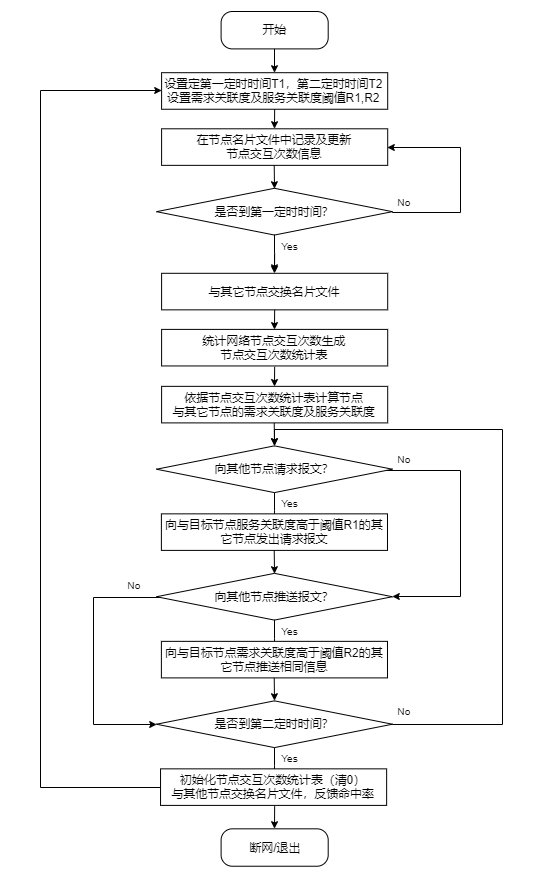 开始
设置定第一定时时间T1，第二定时时间T2
设置需求关联度及服务关联度阈值R1,R2
在节点名片文件中记录及更新
节点交互次数信息
是否到第一定时时间？
No
Yes
与其它节点交换名片文件
统计网络节点交互次数生成
节点交互次数统计表
依据节点交互次数统计表计算节点
与其它节点的需求关联度及服务关联度
向其他节点请求报文？
No
Yes
向与目标节点服务关联度高于阈值R1的其
它节点发出请求报文
No
向其他节点推送报文？
Yes
向与目标节点需求关联度高于阈值R2的其
它节点推送相同信息
是否到第二定时时间？
No
Yes
初始化节点交互次数统计表（清0）
与其他节点交换名片文件，反馈命中率
断网/退出